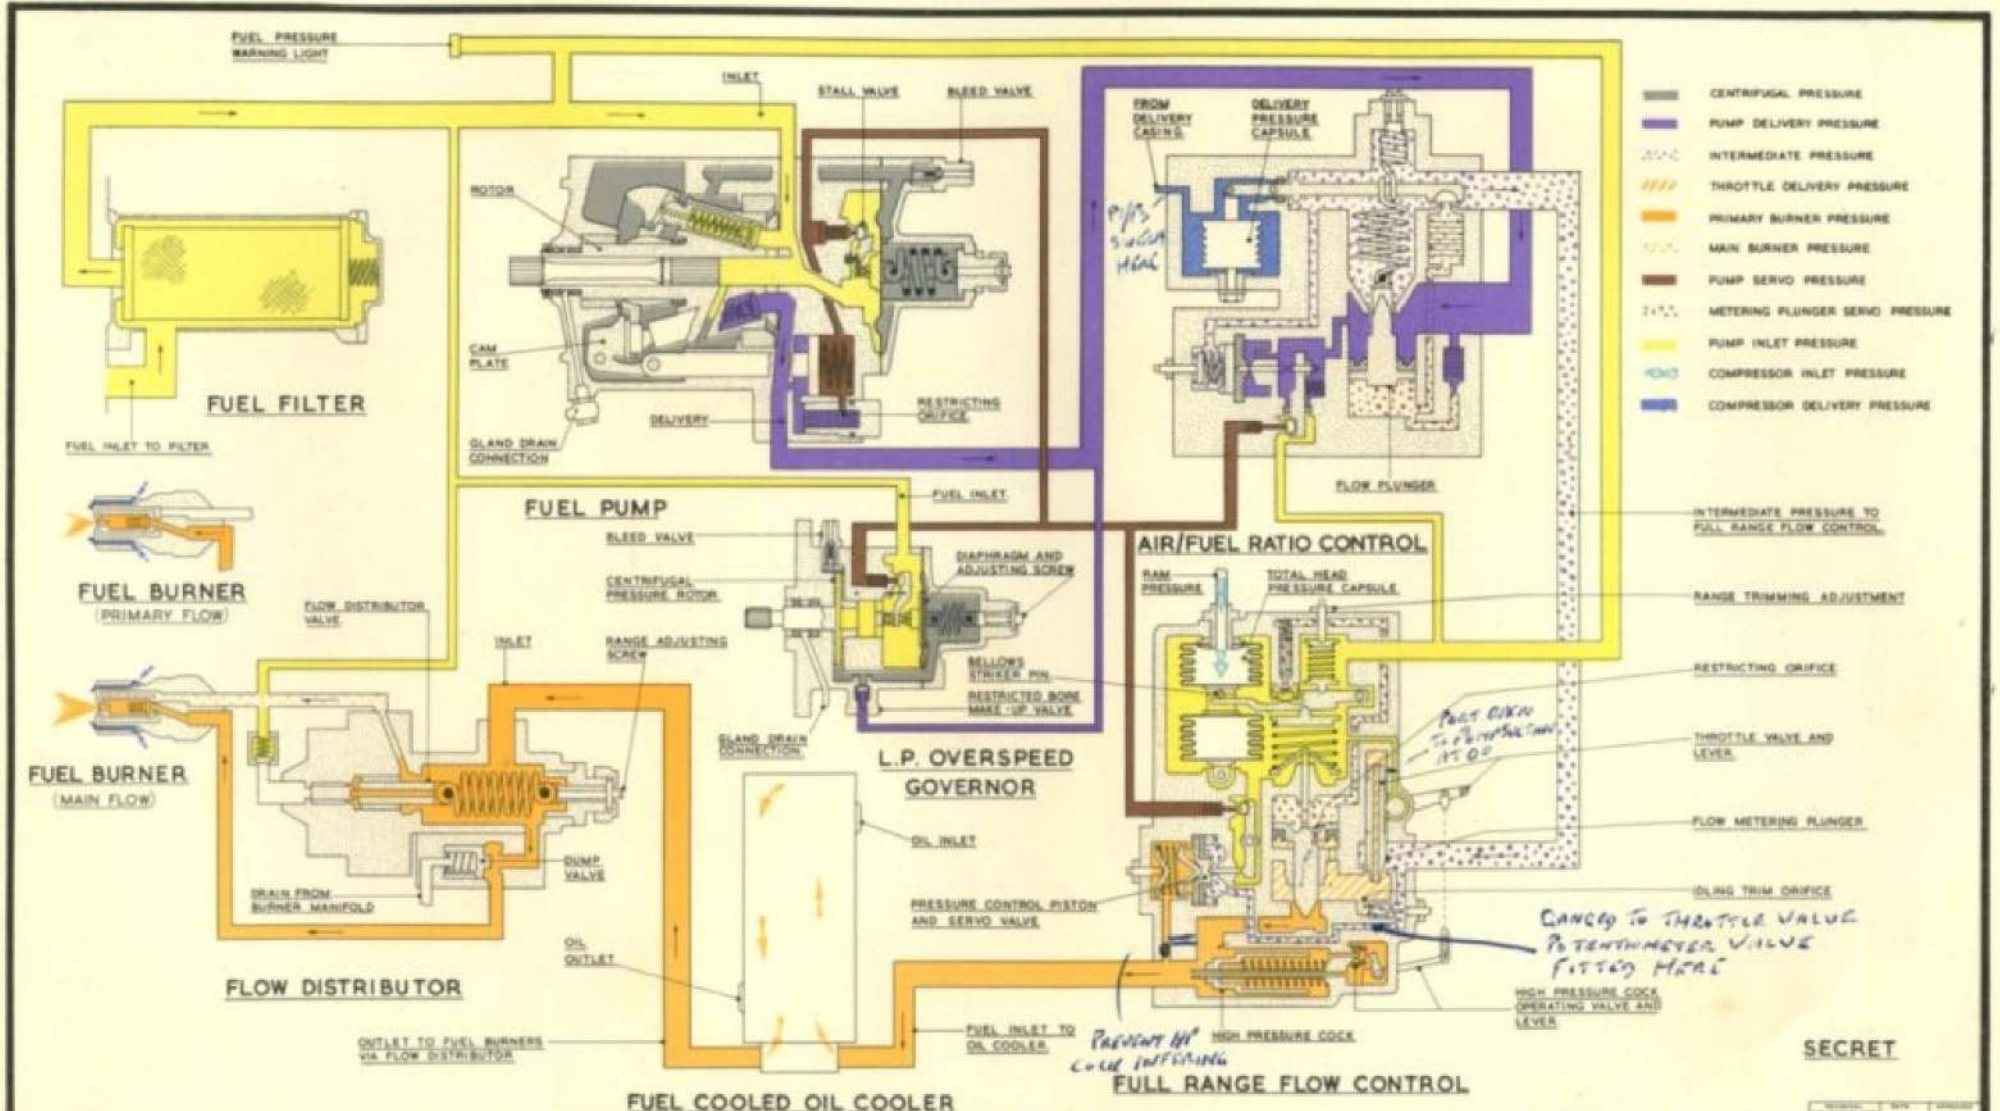 FUEL PRESSURE
WARNING LIGHT
INLET
STALL VALVE
BLEED VALVE
FROM
DELIVERY
CASING
DELIVERY
PRESSURE
CAPSULE
CENTRIFUGAL PRESSURE
PUMP DELIVERY PRESSURE
INTERMEDIATE PRESSURE
THROTTLE DELIVERY PRESSURE
PRIMARY BURNER PRESSURE
MAIN BURNER PRESSURE
PUMP SERVO PRESSURE
METERING PLUNGER SERVO PRESSURE
PUMP INLET PRESSURE
COMPRESSOR INLET PRESSURE
COMPRESSOR DELIVERY PRESSURE
ROTOR
HERE
CAM
PLATE
FUEL FILTER
FUEL INLET TO FILTER
DELIVERY
RESTRICTING
ORIFICE
GLAND DRAIN
CONNECTION
FLOW PLUNGER
FUEL PUMP
FUEL INLET
INTERMEDIATE PRESSURE TO
FULL RANGE FLOW CONTROL.
AIR/FUEL RATIO CONTROL
BLEED VALVE
CENTRIFUGAL
PRESSURE ROTOR
DIAPHRAGM AND
ADJUSTING SCREW
RAM
PRESSURE
TOTAL HEAD
PRESSURE CAPSULE
RANGE TRIMMING ADJUSTMENT
FUEL BURNER
(PRIMARY FLOW)
FLOW DISTRIBUTOR
VALVE
INLET
RANGE ADJUSTING
SCREW
BELLOWS
STRIKER PIN
RESTRICTED BORE
MAKE-UP VALVE
RESTRICTING ORIFICE
GLAND DRAIN
CONNECTION
THROTTLE VALVE AND
LEVER
L.P. OVERSPEED
GOVERNOR
FUEL BURNER
(MAIN FLOW)
OIL INLET
FLOW METERING PLUNGER
DUMP
VALVE
DRAIN FROM
BURNER MANIFOLD
PRESSURE CONTROL PISTON
AND SERVO VALVE
IDLING TRIM ORIFICE
GANGED TO THROTTLE VALVE
POTENTIOMETER VALVE
FITTED HERE
OIL
OUTLET
FLOW DISTRIBUTOR
HIGH PRESSURE COCK
OPERATING VALVE AND
LEVER
OUTLET TO FUEL BURNERS
VIA FLOW DISTRIBUTOR
FUEL INLET TO
OIL COOLER
PREVENT HP
HIGH PRESSURE COCK
SECRET
FULL RANGE FLOW CONTROL
FUEL COOLED OIL COOLER